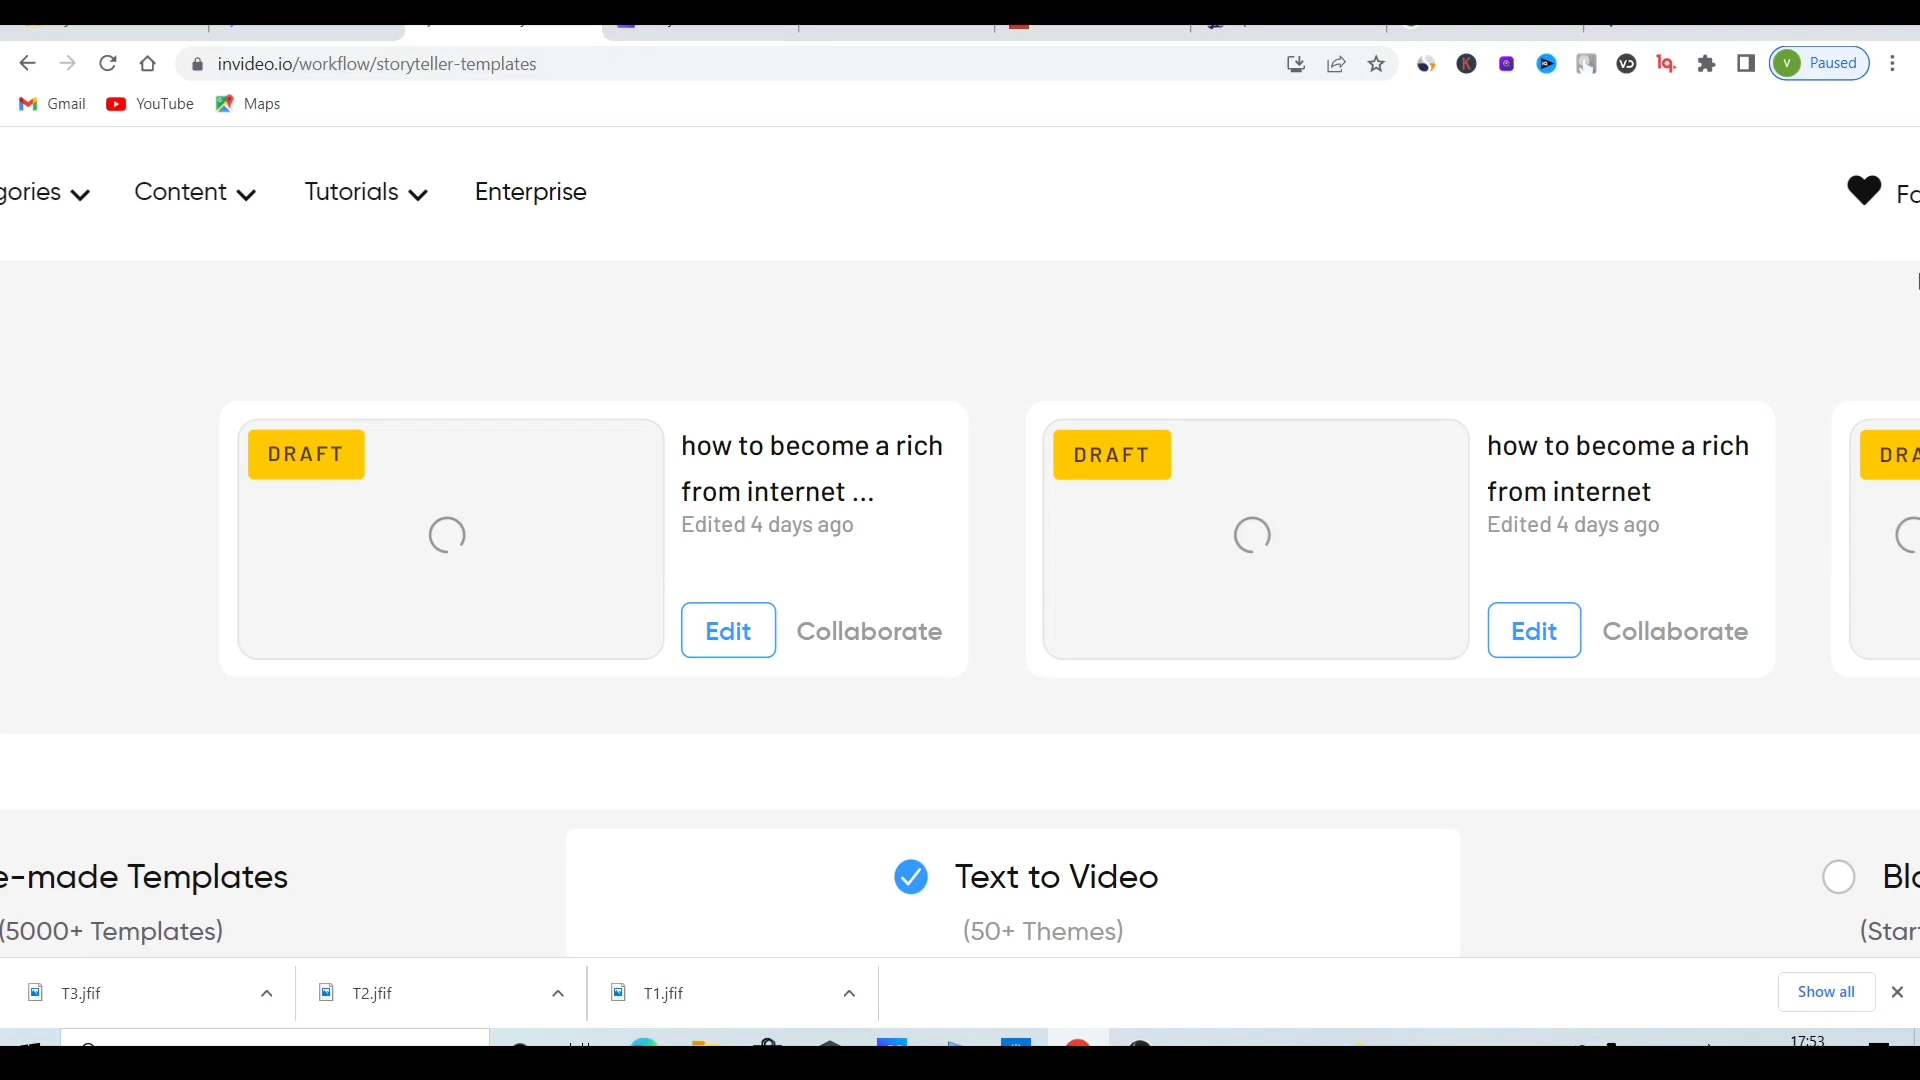 invideo.io/workflow/storyteller-templates
V Paused
Gmail YouTube Maps
gories Content Tutorials Enterprise
DRAFT
how to become a rich
from internet ...
Edited 4 days ago
Edit Collaborate
DRAFT
how to become a rich
from internet
Edited 4 days ago
Edit Collaborate
DRA
e-made Templates
(5000+ Templates)
Text to Video
(50+ Themes)
(Star
T3.jfif T2.jfif T1.jfif Show all
17:53